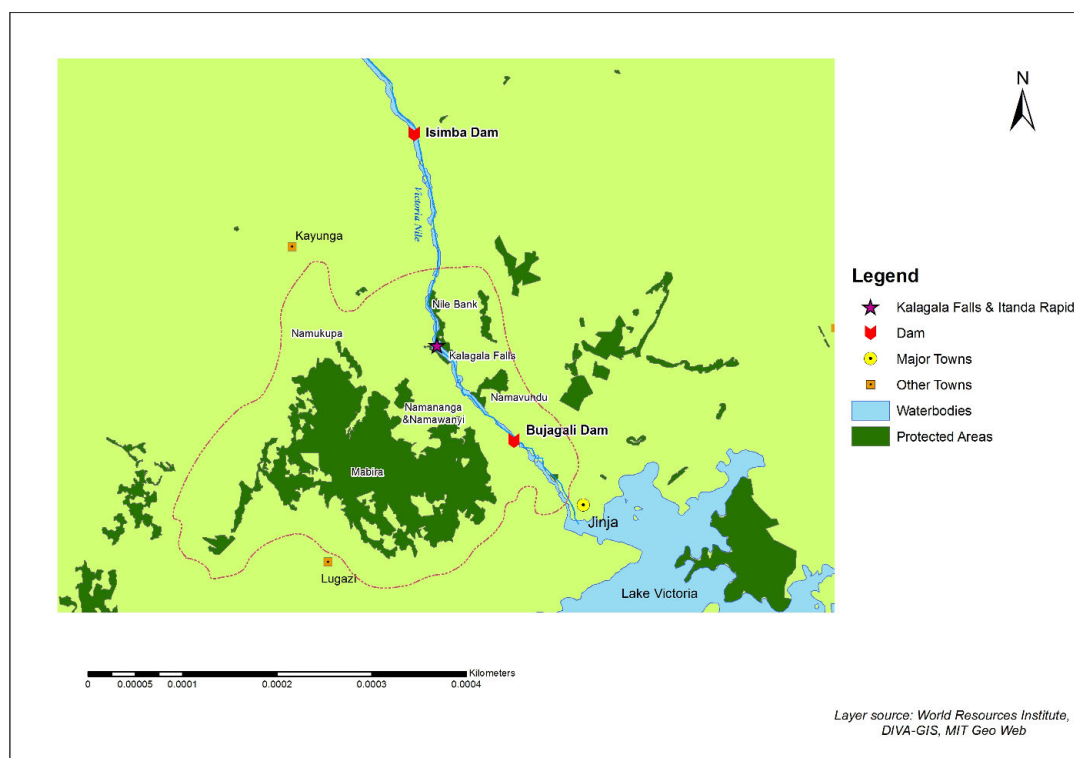 N
Isimba Dam
Victoria Nile
Kayunga
Nile Bank
Namukupa
Kalagala Falls
Namavundu
Namananga
&Namawanyi
Bujagali Dam
Mabira
Jinja
Lugazi
Lake Victoria
Legend
Kalagala Falls & Itanda Rapid
Dam
Major Towns
Other Towns
Waterbodies
Protected Areas
Kilometers
0 0.00005 0.0001 0.0002 0.0003 0.0004
Layer source: World Resources Institute,
DIVA-GIS, MIT Geo Web